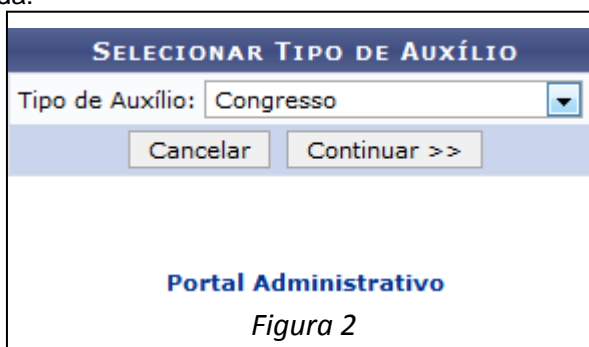 SELECIONAR TIPO DE AUXÍLIO
Tipo de Auxílio: Congresso
Cancelar Continuar >>
Portal Administrativo
Figura 2